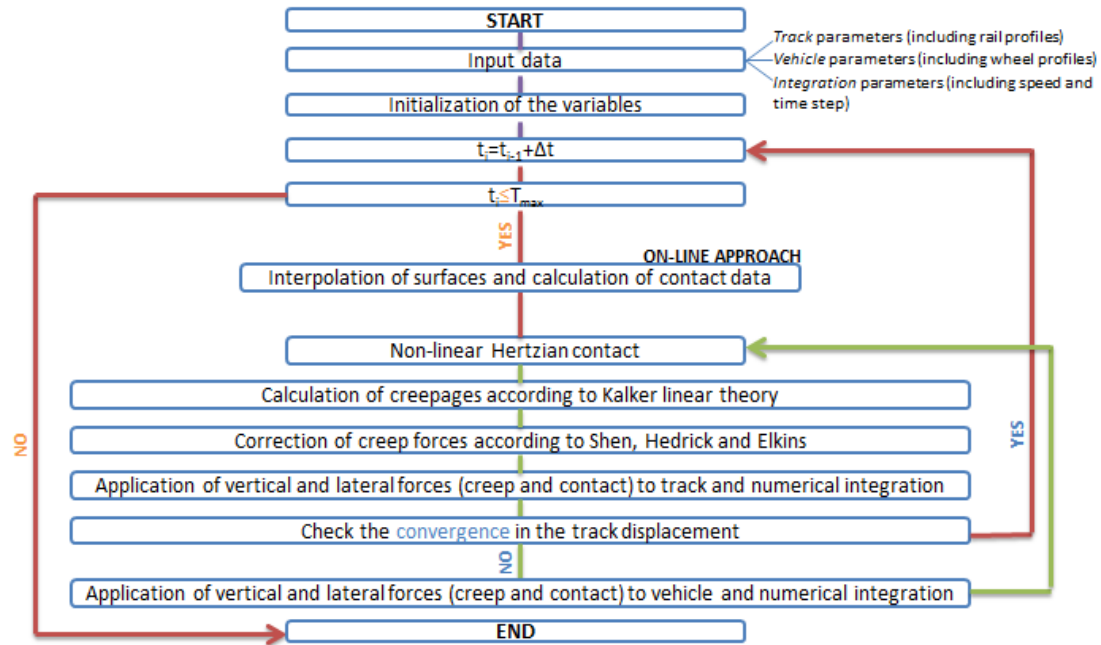 START
Input data
Track parameters (including rail profiles)
Vehicle parameters (including wheel profiles)
Integration parameters (including speed and
time step)
Initialization of the variables
tᵢ=tᵢ₋₁+Δt
tᵢ≤Tₘₐₓ
YES
ON-LINE APPROACH
Interpolation of surfaces and calculation of contact data
Non-linear Hertzian contact
Calculation of creepages according to Kalker linear theory
NO
YES
Correction of creep forces according to Shen, Hedrick and Elkins
Application of vertical and lateral forces (creep and contact) to track and numerical integration
Check the convergence in the track displacement
NO
Application of vertical and lateral forces (creep and contact) to vehicle and numerical integration
END